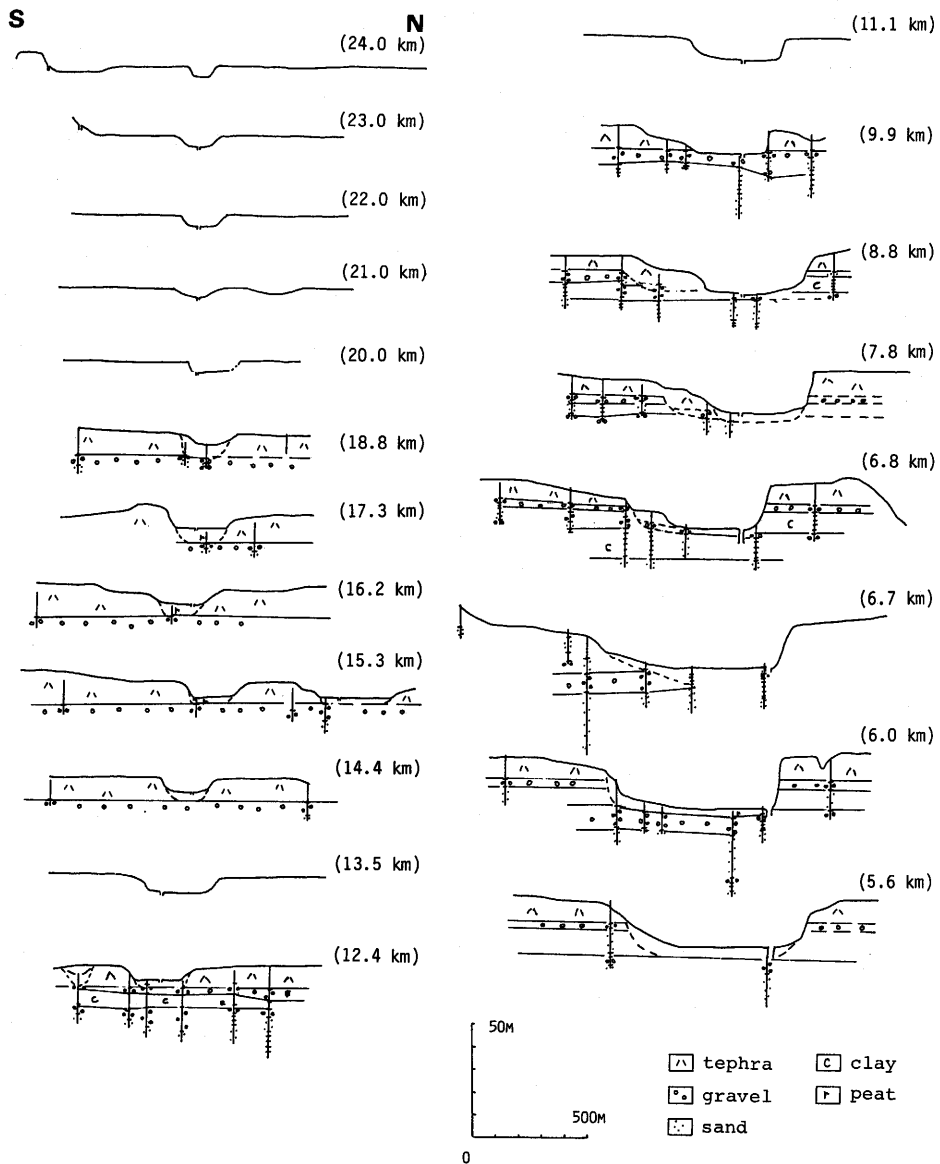 S
N
(24.0 km)
(23.0 km)
(22.0 km)
(21.0 km)
(20.0 km)
(18.8 km)
(17.3 km)
(16.2 km)
(15.3 km)
(14.4 km)
(13.5 km)
(12.4 km)
C
C
(11.1 km)
(9.9 km)
(8.8 km)
C
(7.8 km)
(6.8 km)
C
C
(6.7 km)
(6.0 km)
(5.6 km)
50M
500M
0
tephra
gravel
sand
C clay
peat